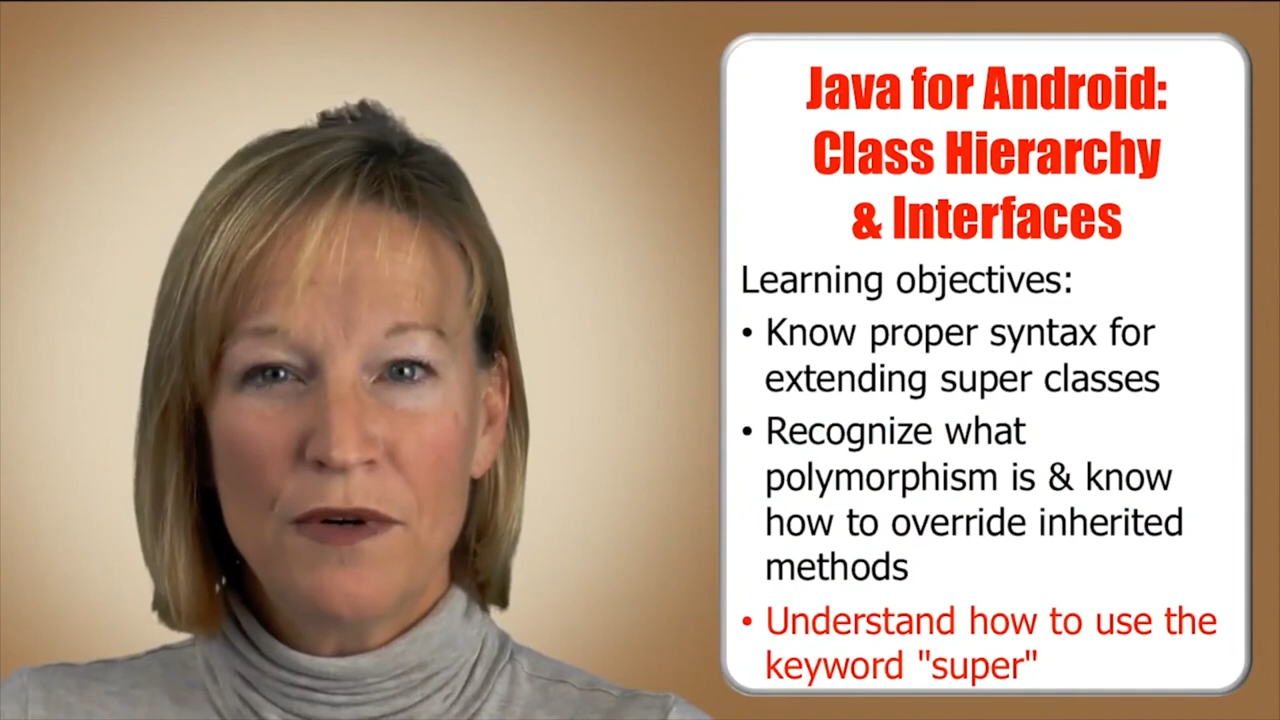 Java for Android:
Class Hierarchy
& Interfaces
Learning objectives:
• Know proper syntax for
extending super classes
• Recognize what
polymorphism is & know
how to override inherited
methods
• Understand how to use the
keyword "super"